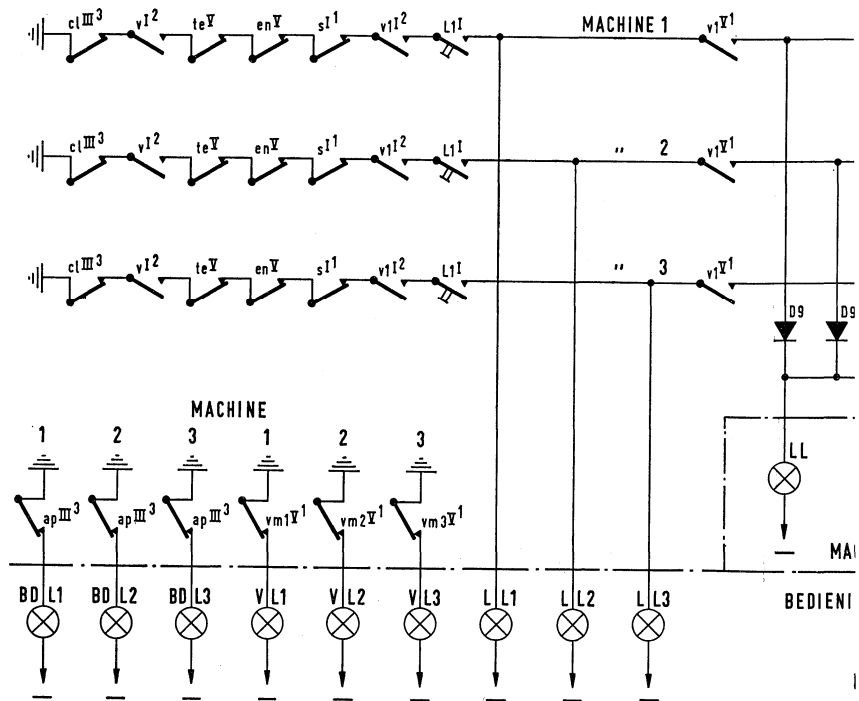 clIII3 vI2 teV enV sI1 v1I2 L1I MACHINE 1 v1V1
clIII3 vI2 teV enV sI1 v1I2 L1I " 2 v1V1
clIII3 vI2 teV enV sI1 v1I2 L1I " 3 v1V1
D9 D9
MACHINE
1 2 3 1 2 3
LL
apIII3 apIII3 apIII3 vm1V1 vm2V1 vm3V1
BD L1 BD L2 BD L3 V L1 V L2 V L3 L L1 L L2 L L3
MA
BEDIENI